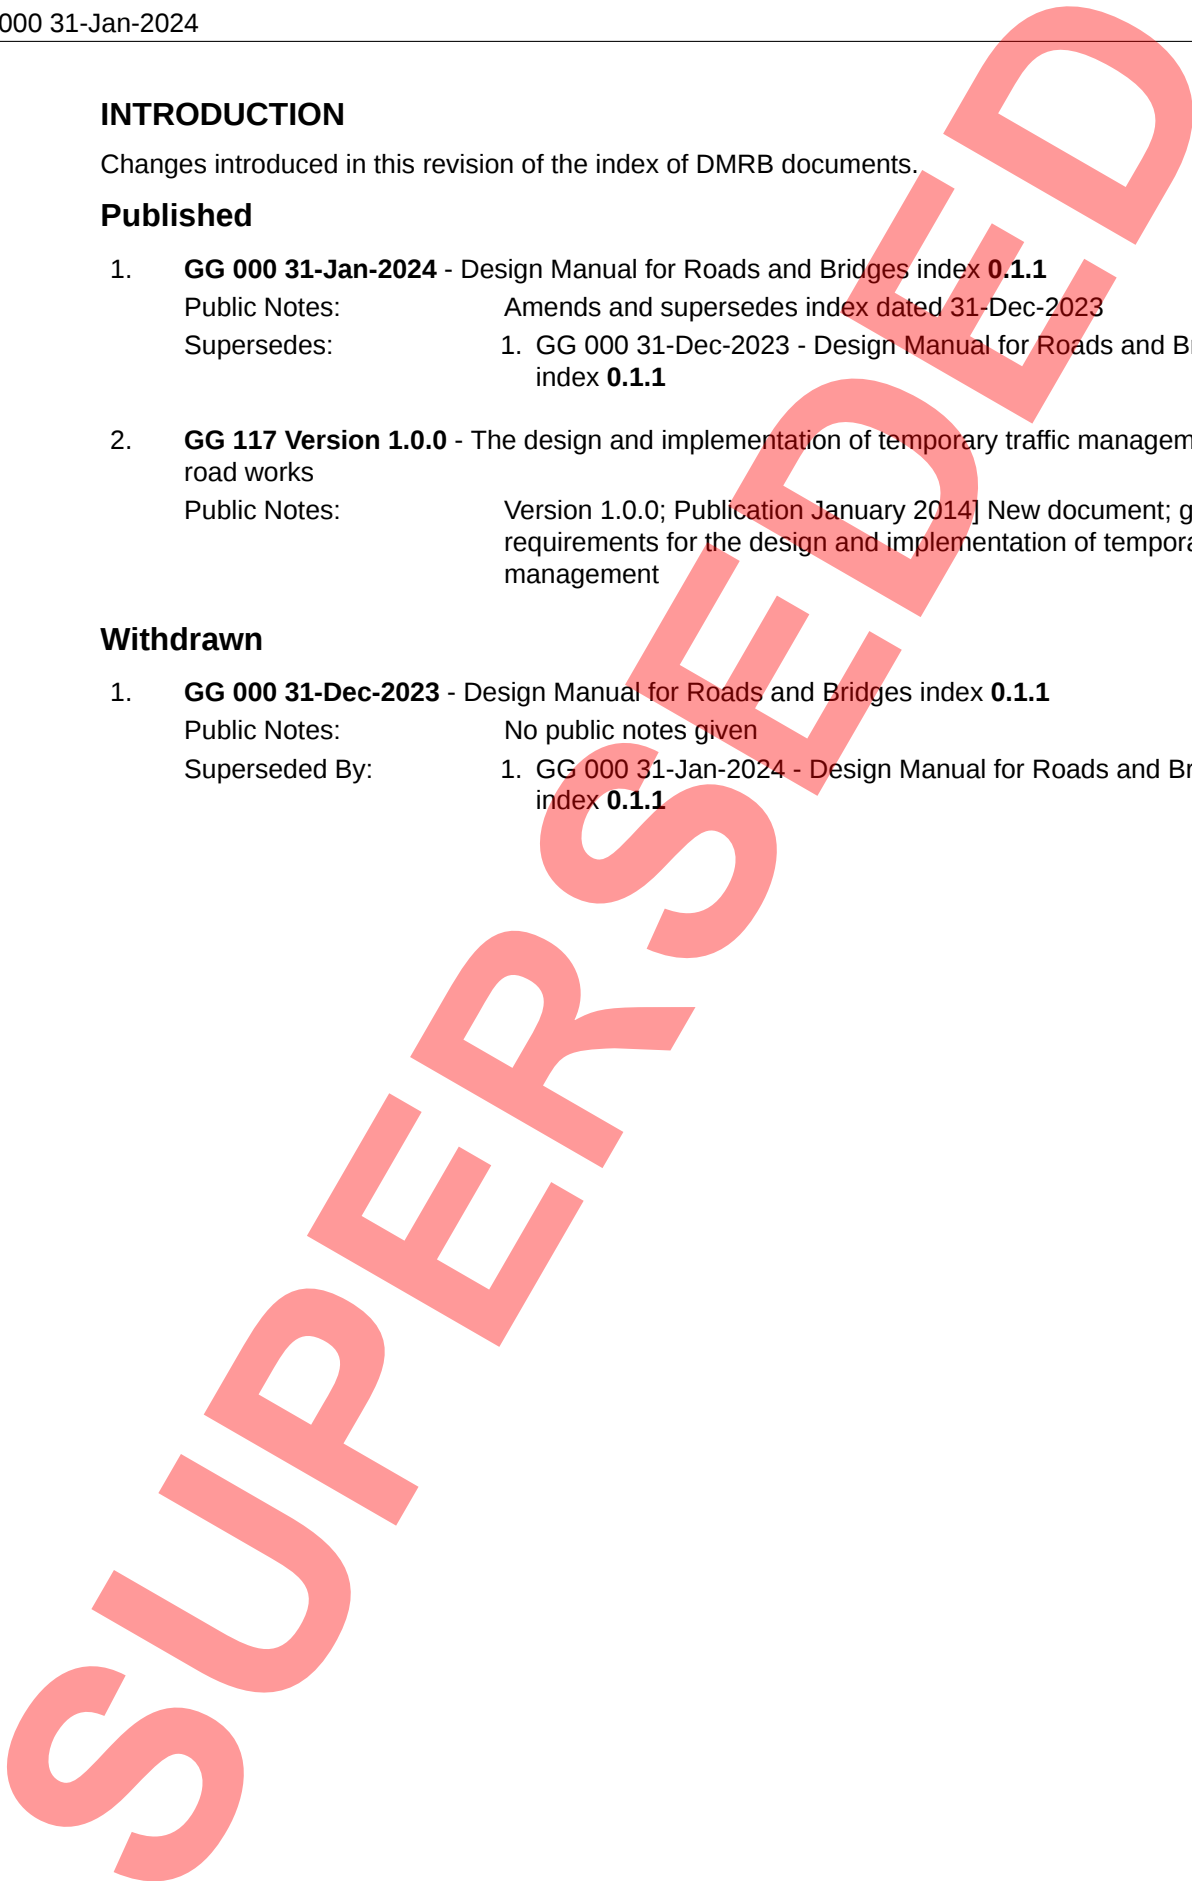 000 31-Jan-2024
INTRODUCTION
Changes introduced in this revision of the index of DMRB documents.
Published
1. GG 000 31-Jan-2024 - Design Manual for Roads and Bridges index 0.1.1
Public Notes: Amends and supersedes index dated 31-Dec-2023
Supersedes: 1. GG 000 31-Dec-2023 - Design Manual for Roads and
index 0.1.1
2. GG 117 Version 1.0.0 - The design and implementation of temporary traffic
road works
Public Notes: Version 1.0.0; Publication January 2014] New document;
requirements for the design and implementation of
management
Withdrawn
1. GG 000 31-Dec-2023 - Design Manual for Roads and Bridges index 0.1.1
Public Notes: No public notes given
Superseded By: 1. GG 000 31-Jan-2024 - Design Manual for Roads and
index 0.1.1
SUPERSEDED